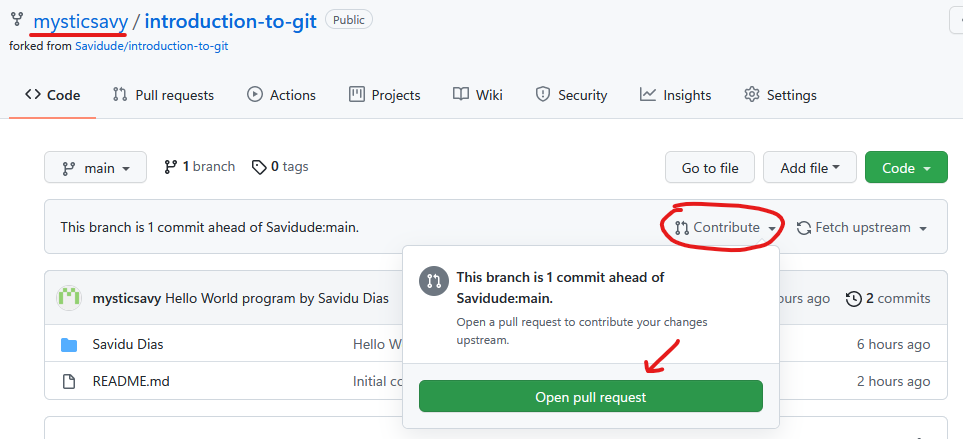 mysticsavy / introduction-to-git Public
forked from Savidude/introduction-to-git
Code Pull requests Actions Projects Wiki Security Insights Settings
main 1 branch 0 tags Go to file Add file Code
This branch is 1 commit ahead of Savidude:main. Contribute Fetch upstream
This branch is 1 commit ahead of
Savidude:main.
mysticsavy Hello World program by Savidu Dias ours ago 2 commits
Open a pull request to contribute your changes
upstream.
Savidu Dias Hello 6 hours ago
README.md Initial 2 hours ago
Open pull request